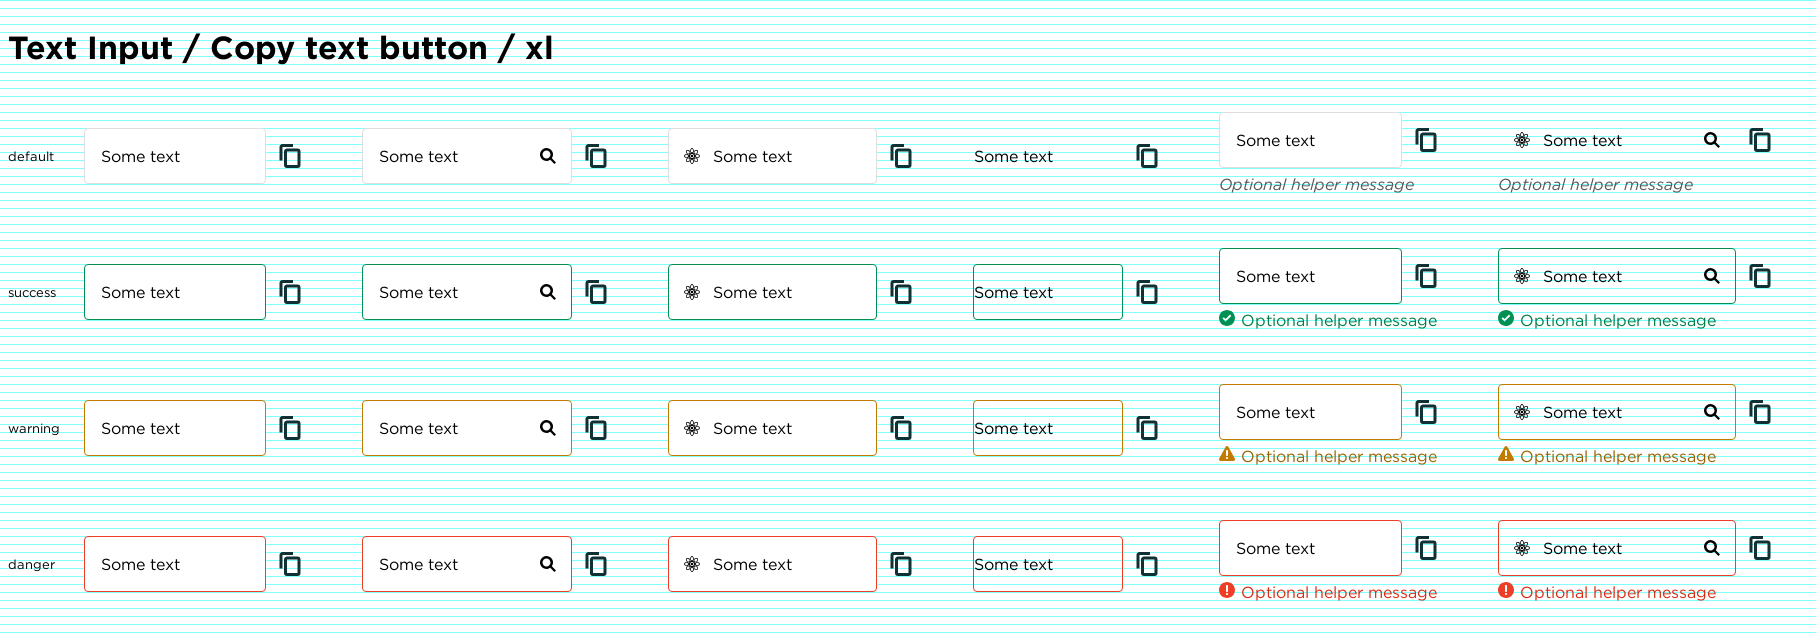 Text Input / Copy text button / xl
default Some text Some text Some text Some text Some text Some text
Optional helper message Optional helper message
success Some text Some text Some text Some text Some text Some text
Optional helper message Optional helper message
warning Some text Some text Some text Some text Some text Some text
Optional helper message Optional helper message
danger Some text Some text Some text Some text Some text Some text
Optional helper message Optional helper message